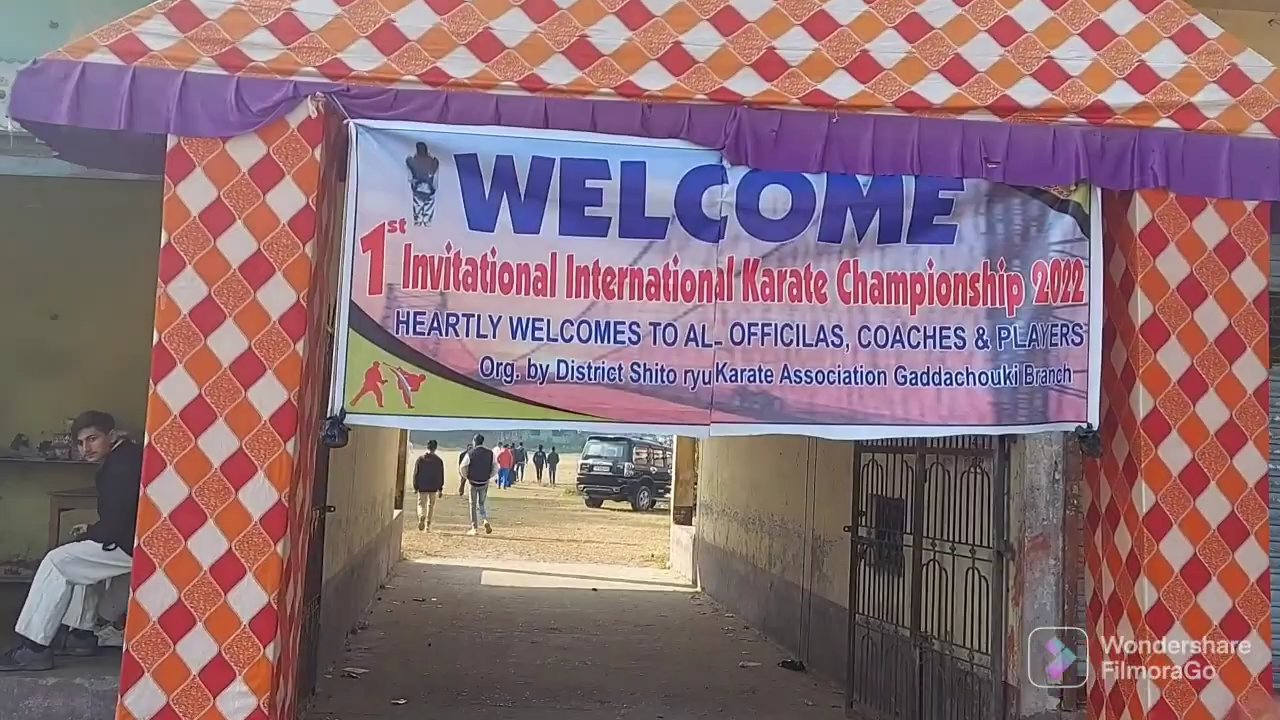 WELCOME
1st Invitational International Karate Championship 2022
HEARTLY WELCOMES TO AL- OFFICILAS, COACHES & PLAYERS
Org. by District Shito ryu Karate Association Gaddachouki Branch
Wondershare
FilmoraGo